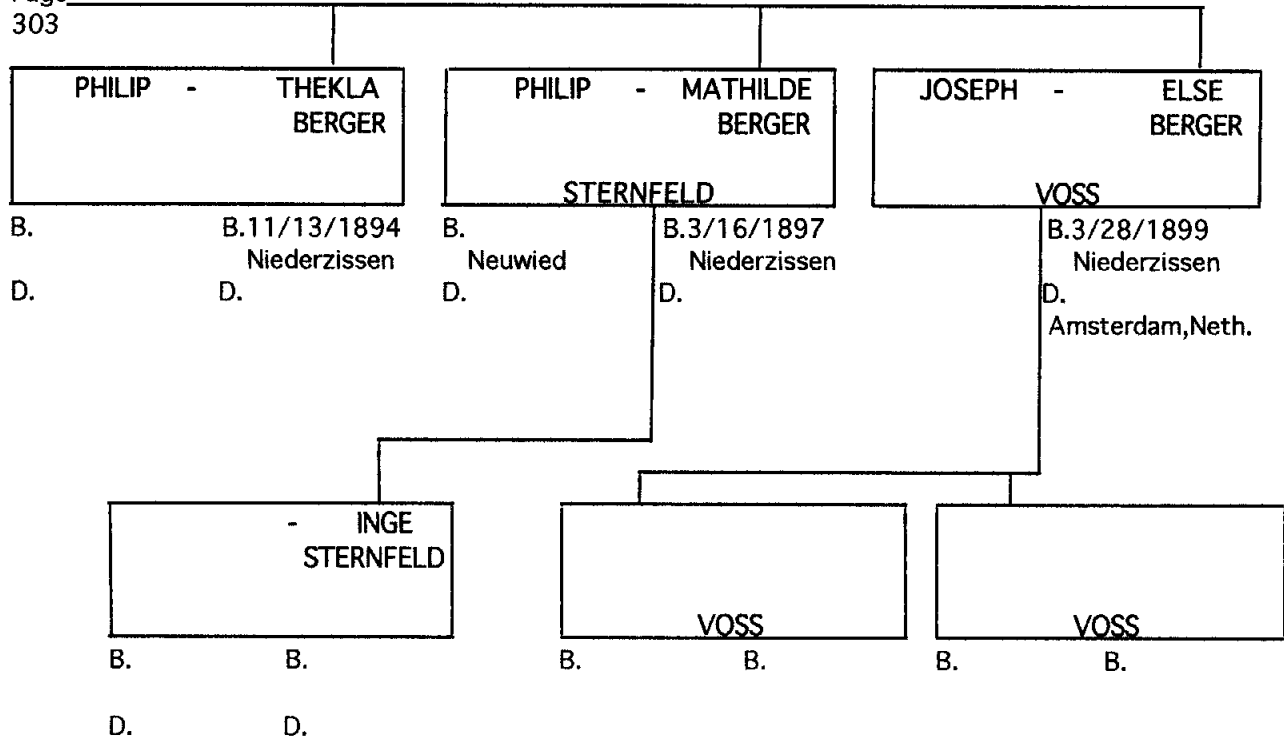 303
PHILIP - THEKLA
BERGER
PHILIP - MATHILDE
BERGER
STERNFELD
JOSEPH - ELSE
BERGER
VOSS
B. B.11/13/1894
Niederzissen
D. D.
B. B.3/16/1897
Neuwied Niederzissen
D. D.
B.3/28/1899
Niederzissen
D.
Amsterdam,Neth.
- INGE
STERNFELD
B. B.
D. D.
VOSS
B. B.
VOSS
B. B.